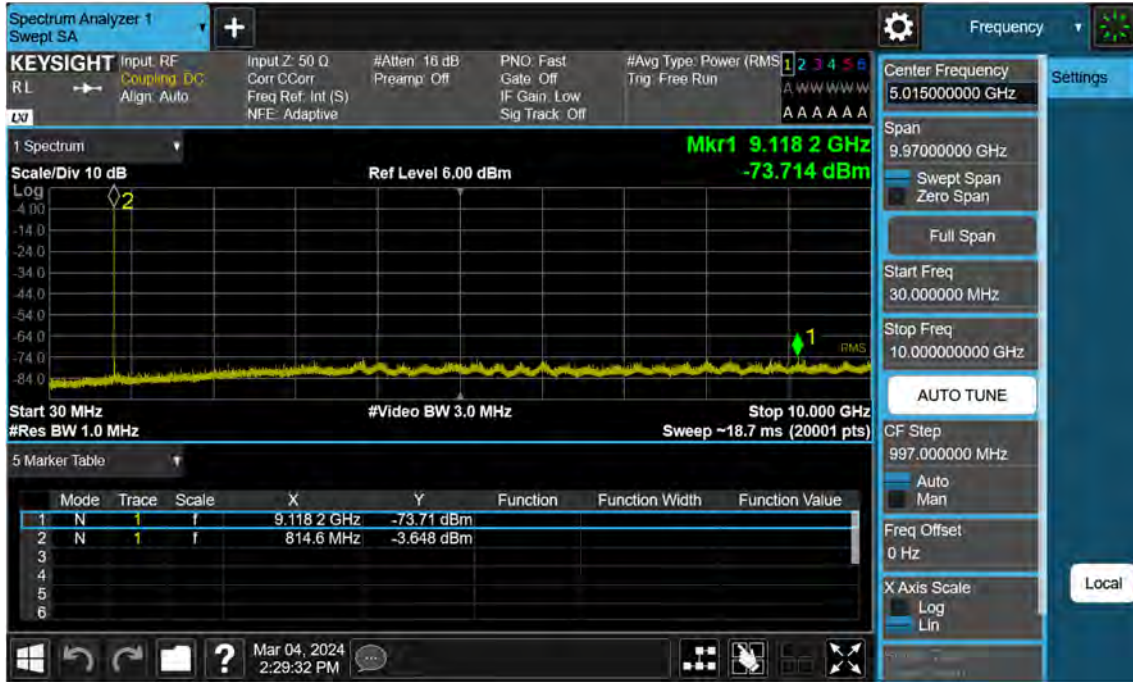 Spectrum Analyzer 1
Swept SA
+
Frequency
KEYSIGHT
RL
LXI
Input: RF
Coupling: DC
Align: Auto
Input Z: 50 Ω
Corr CCorr
Freq Ref: Int (S)
NFE: Adaptive
#Atten: 16 dB
Preamp: Off
PNO: Fast
Gate: Off
IF Gain: Low
Sig Track: Off
#Avg Type: Power (RMS
Trig: Free Run
1 2 3 4 5 6
A W W W W W
A A A A A A
1 Spectrum
Scale/Div 10 dB
Ref Level 6.00 dBm
Mkr1 9.118 2 GHz
-73.714 dBm
Log
-4.00
-14.0
-24.0
-34.0
-44.0
-54.0
-64.0
-74.0
-84.0
2
1
RMS
Start 30 MHz
#Video BW 3.0 MHz
Stop 10.000 GHz
#Res BW 1.0 MHz
Sweep ~18.7 ms (20001 pts)
5 Marker Table
Mode Trace Scale X Y Function Function Width Function Value
1 N 1 f 9.118 2 GHz -73.71 dBm
2 N 1 f 814.6 MHz -3.648 dBm
3
4
5
6
?
Mar 04, 2024
2:29:32 PM
Center Frequency
5.015000000 GHz
Settings
Span
9.97000000 GHz
Swept Span
Zero Span
Full Span
Start Freq
30.000000 MHz
Stop Freq
10.000000000 GHz
AUTO TUNE
CF Step
997.000000 MHz
Auto
Man
Freq Offset
0 Hz
X Axis Scale
Log
Lin
Local